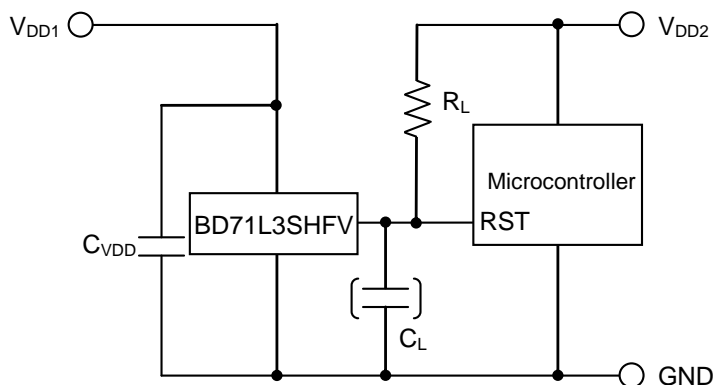 VDD1
VDD2
RL
Microcontroller
BD71L3SHFV
RST
CVDD
CL
GND